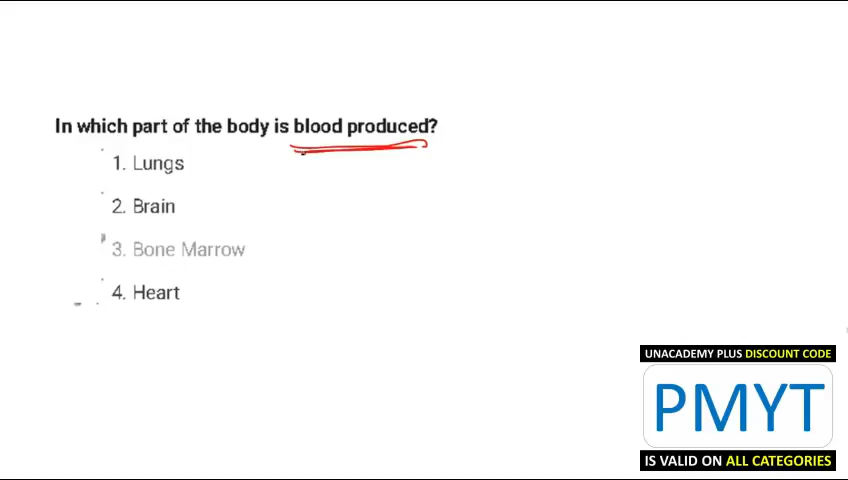 In which part of the body is blood produced?
1. Lungs
2. Brain
3. Bone Marrow
4. Heart
UNACADEMY PLUS DISCOUNT CODE
PMYT
IS VALID ON ALL CATEGORIES